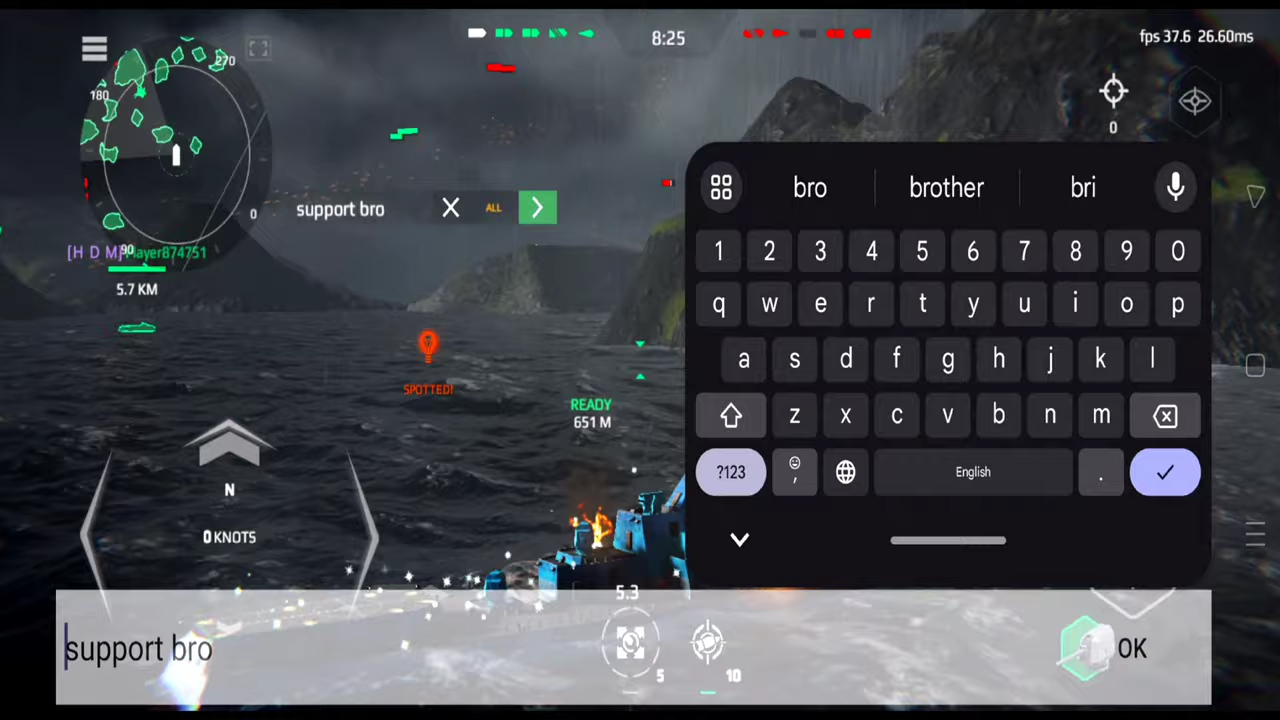 8:25
fps 37.6 26.60ms
270
180
0
0
support bro
ALL
90
[H D M]Player874751
5.7 KM
SPOTTED!
READY
651 M
N
0 KNOTS
bro brother bri
1 2 3 4 5 6 7 8 9 0
q w e r t y u i o p
a s d f g h j k l
z x c v b n m
?123 , English .
5.3
support bro
OK
5
10